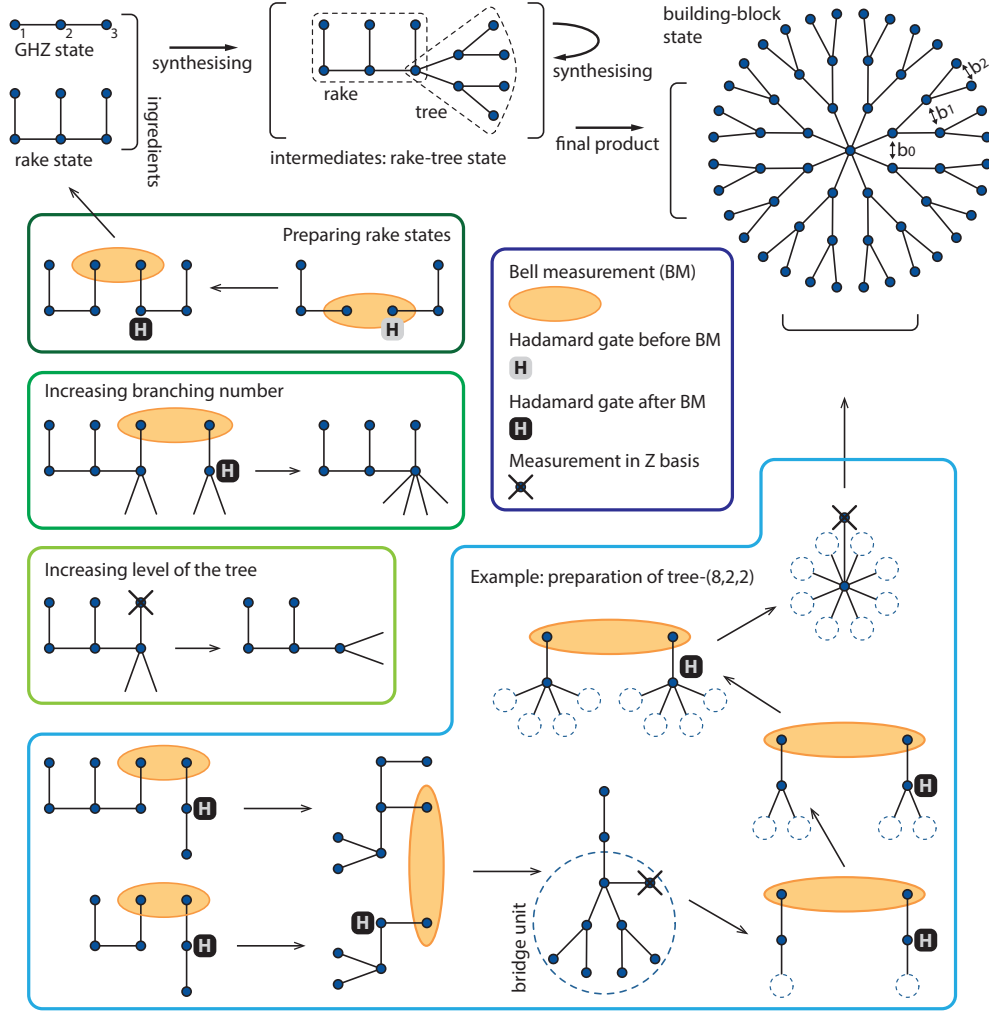 1 2 3
GHZ state
rake state
ingredients
synthesising
rake
tree
intermediates: rake-tree state
synthesising
final product
building-block
state
b2
b1
b0
Preparing rake states
H
H
Bell measurement (BM)
Hadamard gate before BM
H
Hadamard gate after BM
H
Measurement in Z basis
Increasing branching number
H
Increasing level of the tree
Example: preparation of tree-(8,2,2)
H
H
H
H
H
bridge unit
H